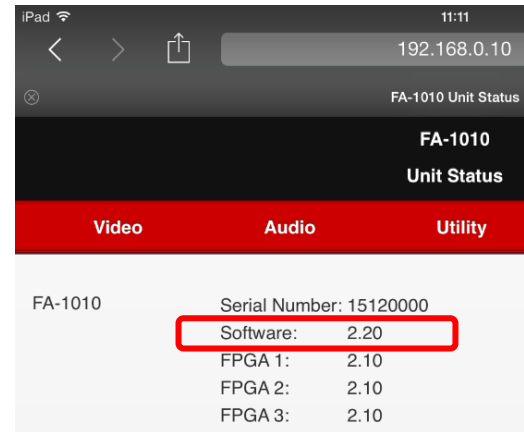 iPad 11:11
192.168.0.10
FA-1010 Unit Status
FA-1010
Unit Status
Video Audio Utility
FA-1010 Serial Number: 15120000
Software: 2.20
FPGA 1: 2.10
FPGA 2: 2.10
FPGA 3: 2.10